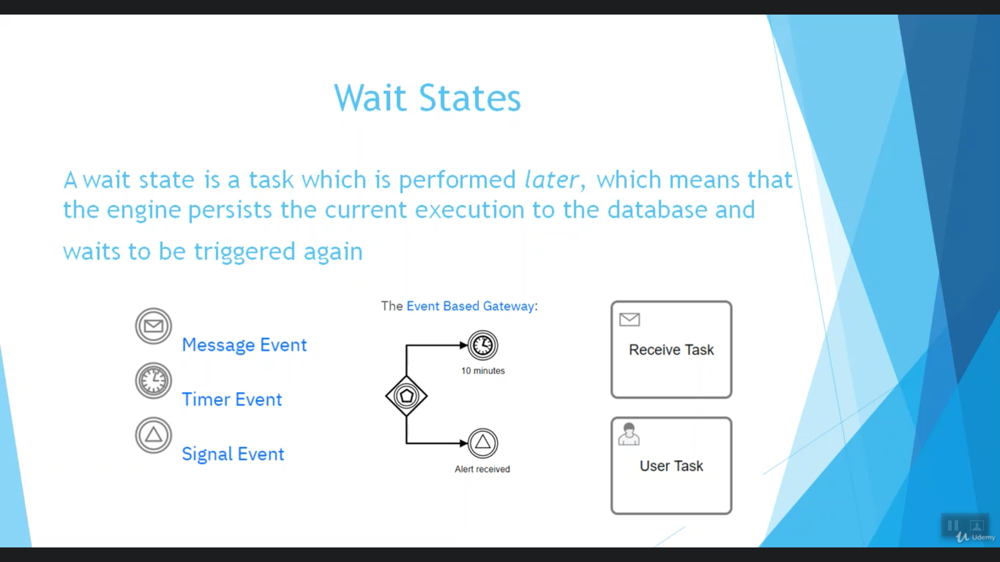 Wait States
A wait state is a task which is performed later, which means that
the engine persists the current execution to the database and
waits to be triggered again
Message Event
Timer Event
Signal Event
The Event Based Gateway:
10 minutes
Alert received
Receive Task
User Task
Udemy